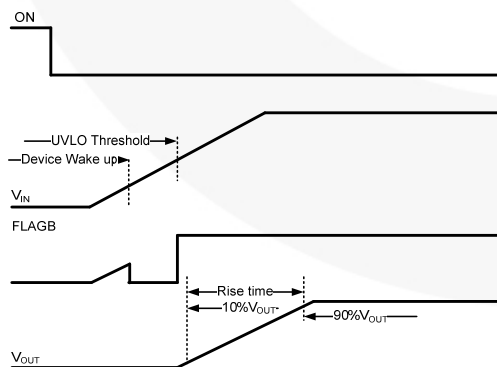 ON
UVLO Threshold
Device Wake up
VIN
FLAGB
Rise time
10%VOUT
90%VOUT
VOUT